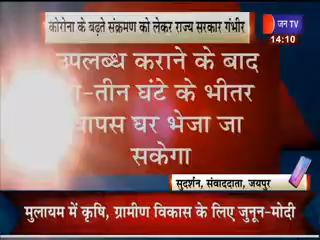 कोरोना के बढ़ते संक्रमण को लेकर राज्य सरकार गंभीर
जन TV
14:10
उपलब्ध कराने के बाद
-तीन घंटे के भीतर
वापस घर भेजा जा
सकेगा
सुदर्शन, संवाददाता, जयपुर
मुलायम में कृषि, ग्रामीण विकास के लिए जुनून-मोदी